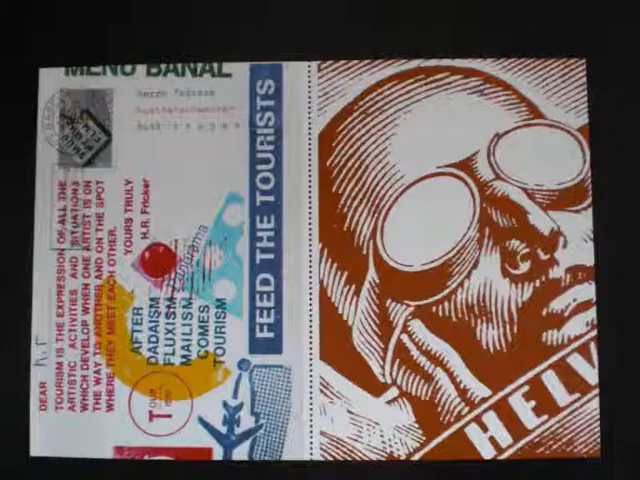 MENU BANAL
FEED THE TOURISTS
DEAR
TOURISM IS THE EXPRESSION OF ALL THE
ARTISTIC ACTIVITIES AND SITUATIONS
WHICH DEVELOP WHEN ONE ARTIST IS ON
THE WAY TO ANOTHER AND ON THE SPOT
WHERE THEY MEET EACH OTHER.
YOURS TRULY
H.R. Fricker
AFTER
DADAISM
FLUXISM
MAILISM
COMES
TOURISM
Panorama
TOUR
HELV